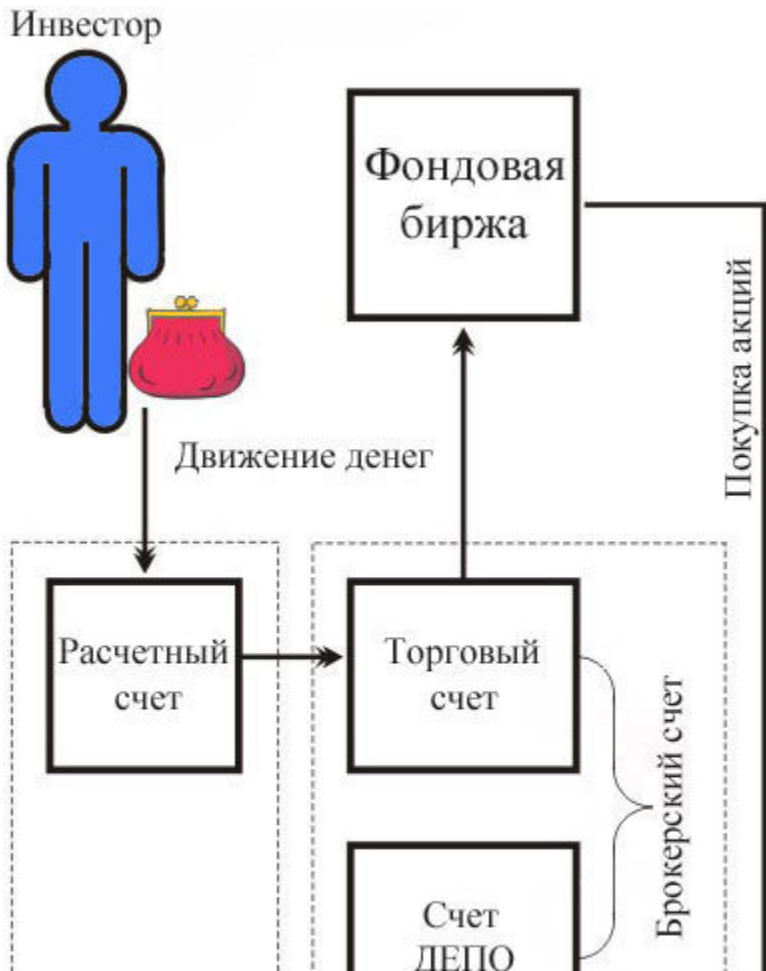 Инвестор
Фондовая
биржа
Покупка акций
Движение денег
Расчетный
счет
Торговый
счет
Брокерский счет
Счет
ДЕПО